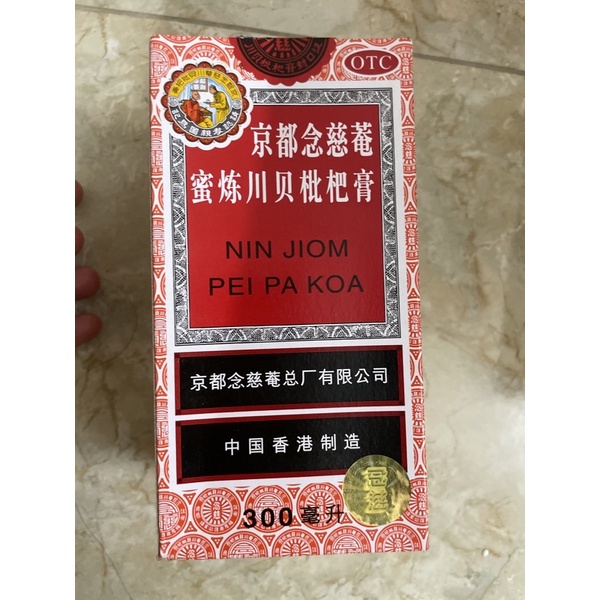 OTC
京都念慈菴
蜜炼川贝枇杷膏
NIN JIOM
PEI PA KOA
京都念慈菴总厂有限公司
中国香港制造
300毫升